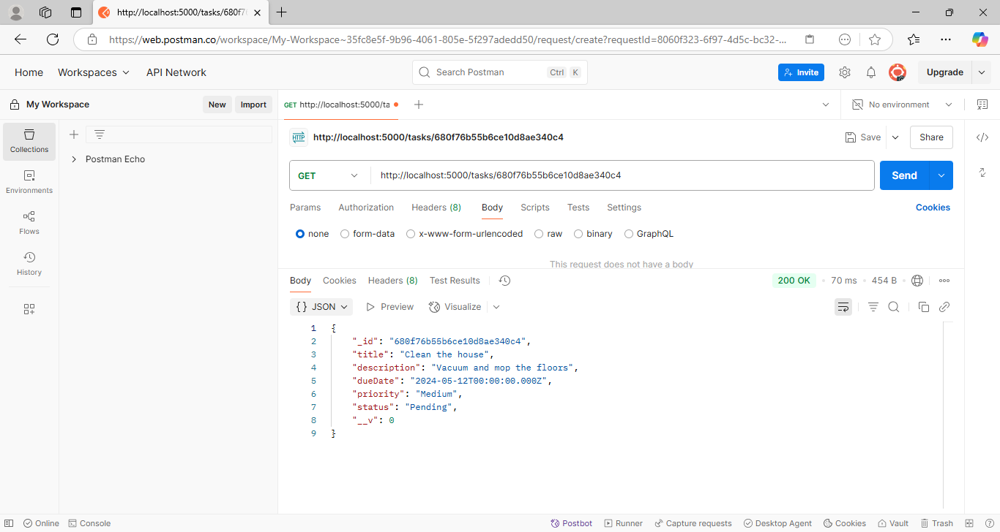 http://localhost:5000/tasks/680f7
https://web.postman.co/workspace/My-Workspace~35fc8e5f-9b96-4061-805e-5f297adedd50/request/create?requestId=8060f323-6f97-4d5c-bc32-...
Home Workspaces API Network Search Postman Ctrl K Invite Upgrade
My Workspace New Import GET http://localhost:5000/ta No environment
Collections
Environments
Flows
History
Postman Echo
HTTP http://localhost:5000/tasks/680f76b55b6ce10d8ae340c4 Save Share
GET http://localhost:5000/tasks/680f76b55b6ce10d8ae340c4 Send
Params Authorization Headers (8) Body Scripts Tests Settings Cookies
none form-data x-www-form-urlencoded raw binary GraphQL
This request does not have a body
Body Cookies Headers (8) Test Results 200 OK • 70 ms • 454 B •
{} JSON Preview Visualize
1 {
2 "_id": "680f76b55b6ce10d8ae340c4",
3 "title": "Clean the house",
4 "description": "Vacuum and mop the floors",
5 "dueDate": "2024-05-12T00:00:00.000Z",
6 "priority": "Medium",
7 "status": "Pending",
8 "__v": 0
9 }
Online Console Postbot Runner Capture requests Desktop Agent Cookies Vault Trash